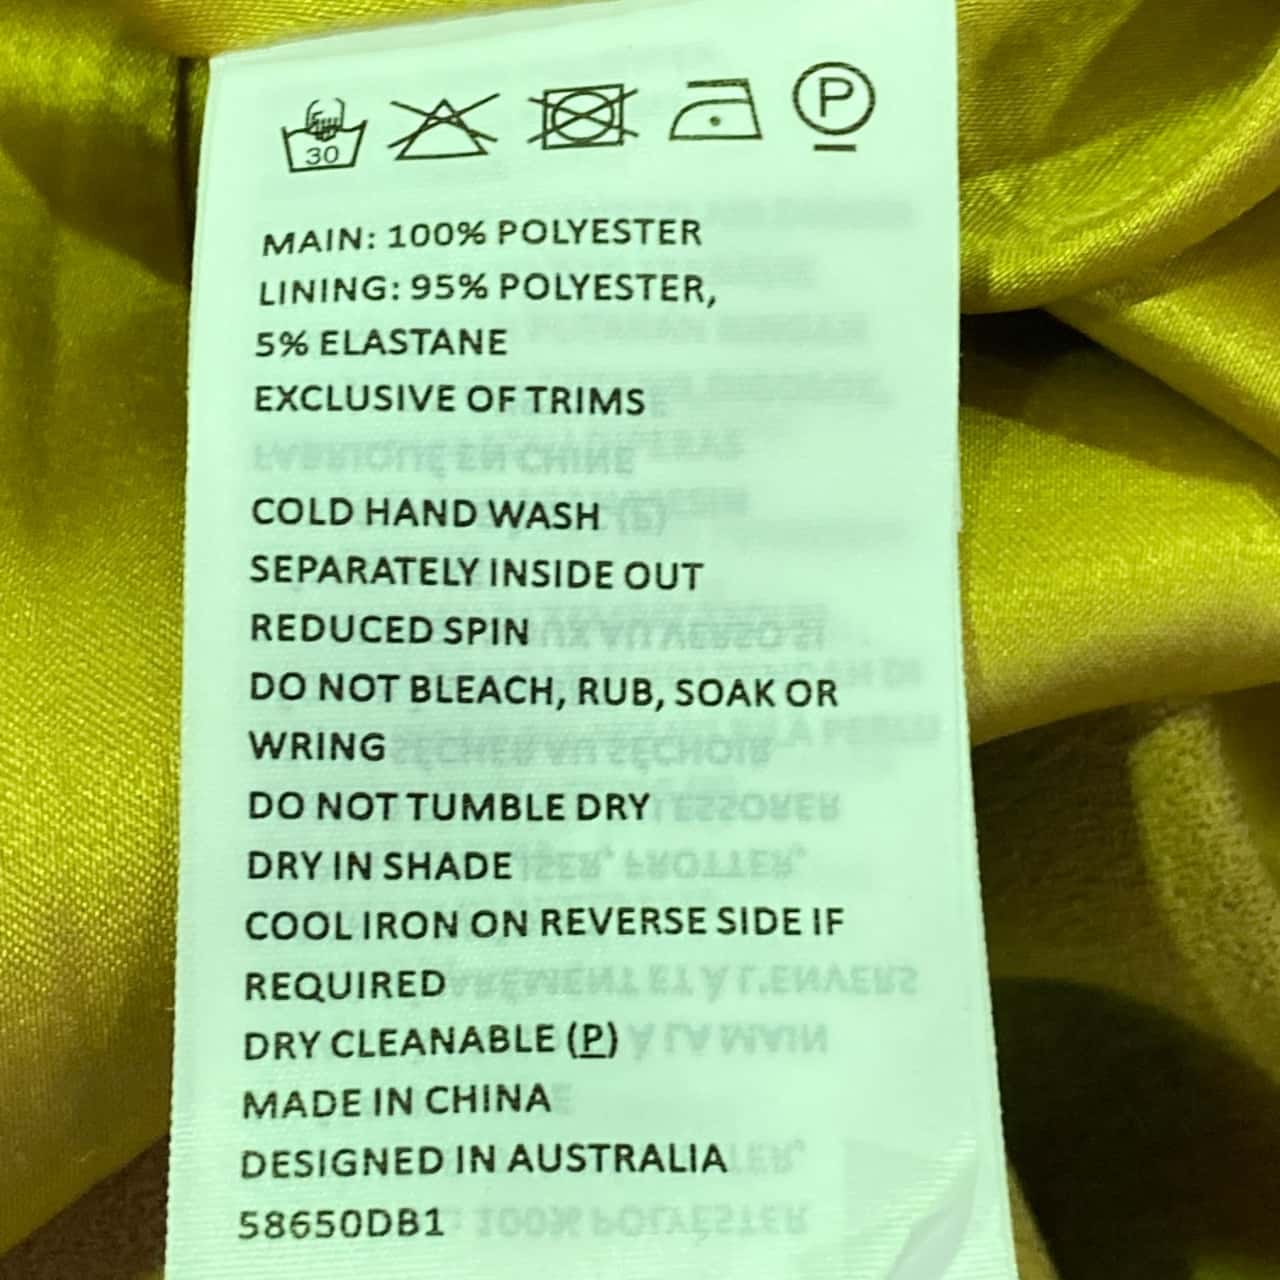 30
P
MAIN: 100% POLYESTER
LINING: 95% POLYESTER,
5% ELASTANE
EXCLUSIVE OF TRIMS
COLD HAND WASH
SEPARATELY INSIDE OUT
REDUCED SPIN
DO NOT BLEACH, RUB, SOAK OR
WRING
DO NOT TUMBLE DRY
DRY IN SHADE
COOL IRON ON REVERSE SIDE IF
REQUIRED
DRY CLEANABLE (P)
MADE IN CHINA
DESIGNED IN AUSTRALIA
58650DB1